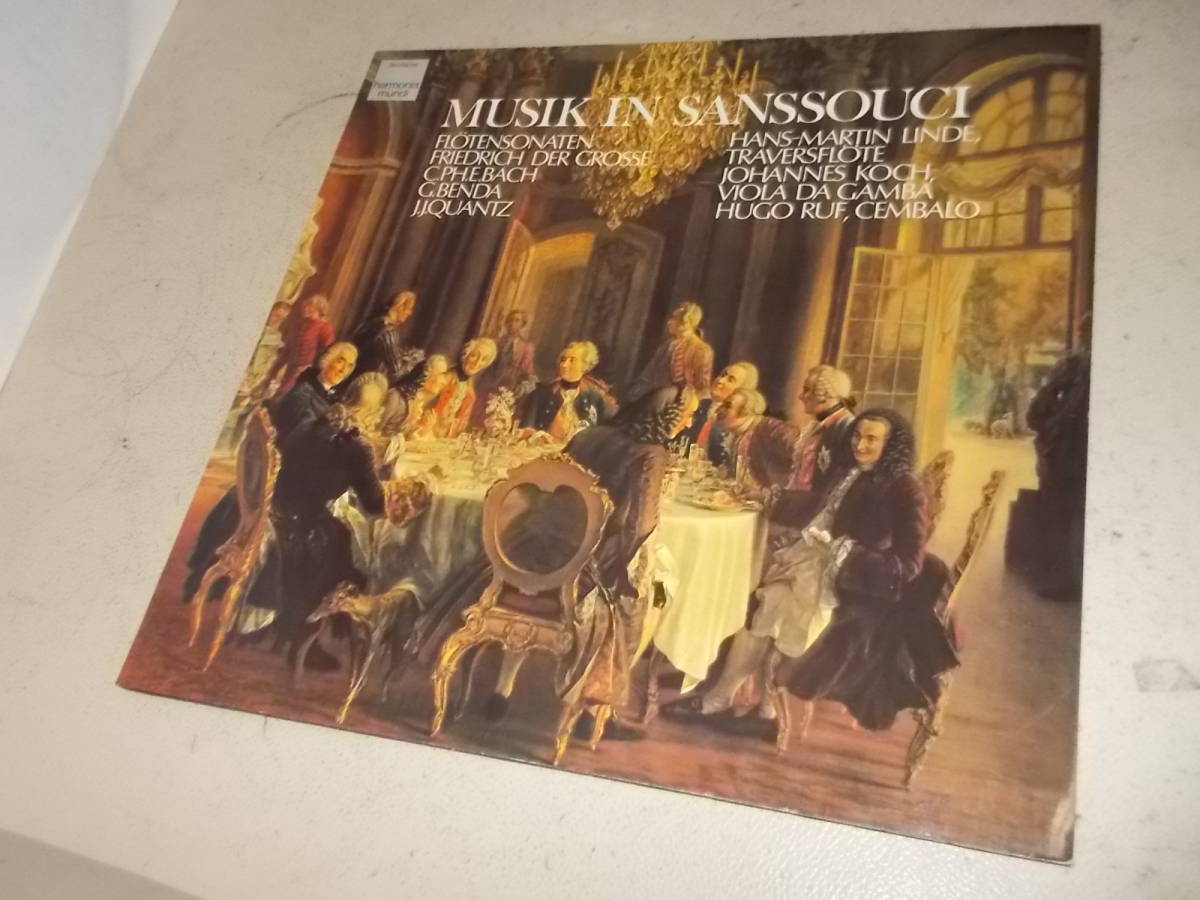 harmonia
mundi
MUSIK IN SANSSOUCI
FLÖTENSONATEN
FRIEDRICH DER GROSSE
C.PH.E.BACH
G.BENDA
J.J.QUANTZ
HANS-MARTIN LINDE,
TRAVERSFLÖTE
JOHANNES KOCH,
VIOLA DA GAMBA
HUGO RUF, CEMBALO